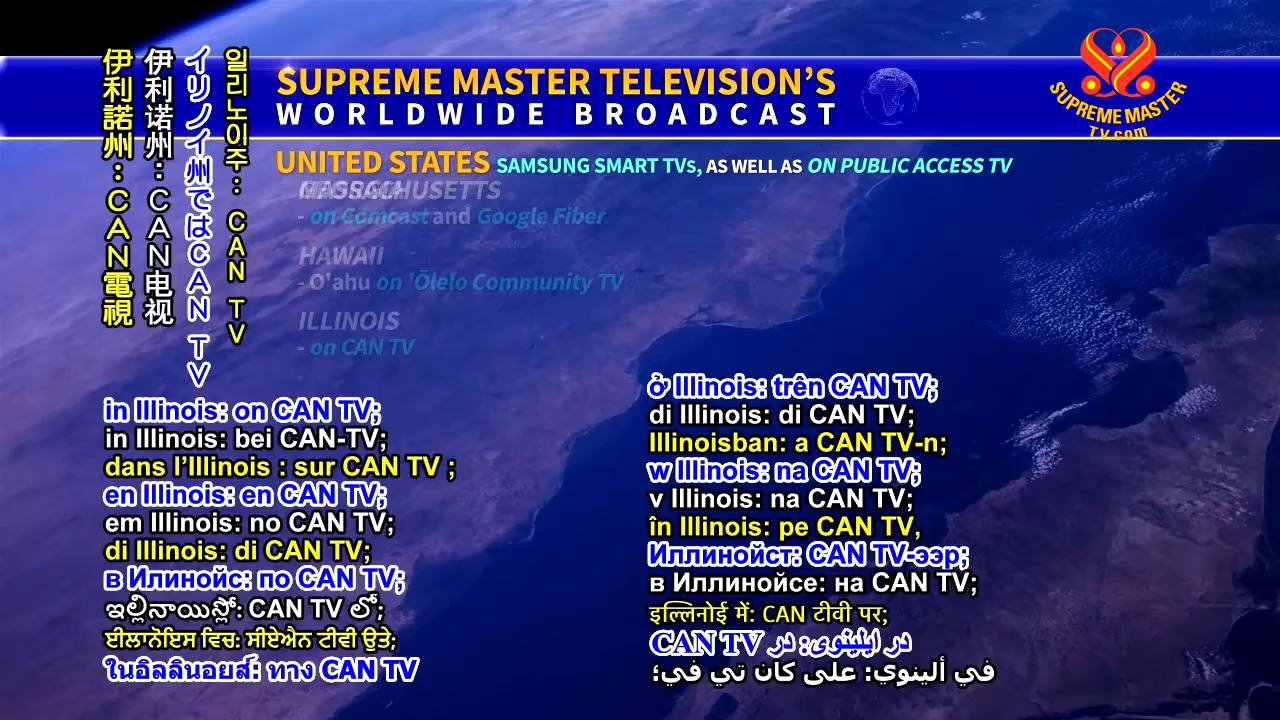 伊利諾州：CAN電視
伊利诺州：CAN电视
イリノイ州ではCAN TV
일리노이주: CAN TV
SUPREME MASTER TELEVISION’S
WORLDWIDE BROADCAST
SUPREME MASTER
TV.com
UNITED STATES SAMSUNG SMART TVs, AS WELL AS ON PUBLIC ACCESS TV
MASSACHUSETTS
- on Comcast and Google Fiber
HAWAII
- O'ahu on 'Ōlelo Community TV
ILLINOIS
- on CAN TV
in Illinois: on CAN TV;
in Illinois: bei CAN-TV;
dans l’Illinois : sur CAN TV ;
en Illinois: en CAN TV;
em Illinois: no CAN TV;
di Illinois: di CAN TV;
в Илинойс: по CAN TV;
ఇల్లినాయిస్లో: CAN TV లో;
ਈਲਾਨੋਇਸ ਵਿਚ: ਸੀਏਐਨ ਟੀਵੀ ਉਤੇ;
ในอิลลินอยส์: ทาง CAN TV
ở Illinois: trên CAN TV;
di Illinois: di CAN TV;
Illinoisban: a CAN TV-n;
w Illinois: na CAN TV;
v Illinois: na CAN TV;
în Illinois: pe CAN TV,
Иллинойст: CAN TV-ээр;
в Иллинойсе: на CAN TV;
इल्लिनोई में: CAN टीवी पर;
در ایلینوی: در CAN TV
في ألينوي: على كان تي في؛